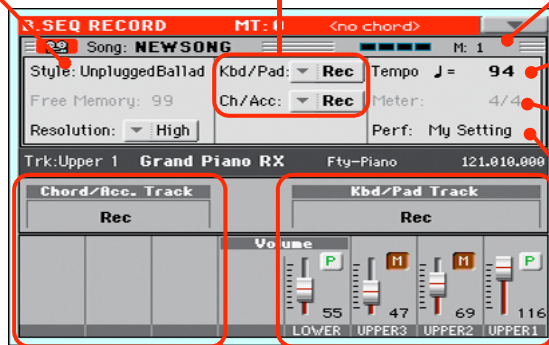 B.SEQ RECORD MT: 0 <no chord>
Song: NEWSONG M: 1
Style: UnpluggedBallad Kbd/Pad: Rec Tempo ♩ = 94
Free Memory: 99 Ch/Acc: Rec Meter: 4/4
Resolution: High Perf: My Setting
Trk:Upper 1 Grand Piano RX Fty-Piano 121.010.000
Chord/Acc. Track Kbd/Pad Track
Rec Rec
Volume
P M M P
55 47 69 116
LOWER UPPER3 UPPER2 UPPER1